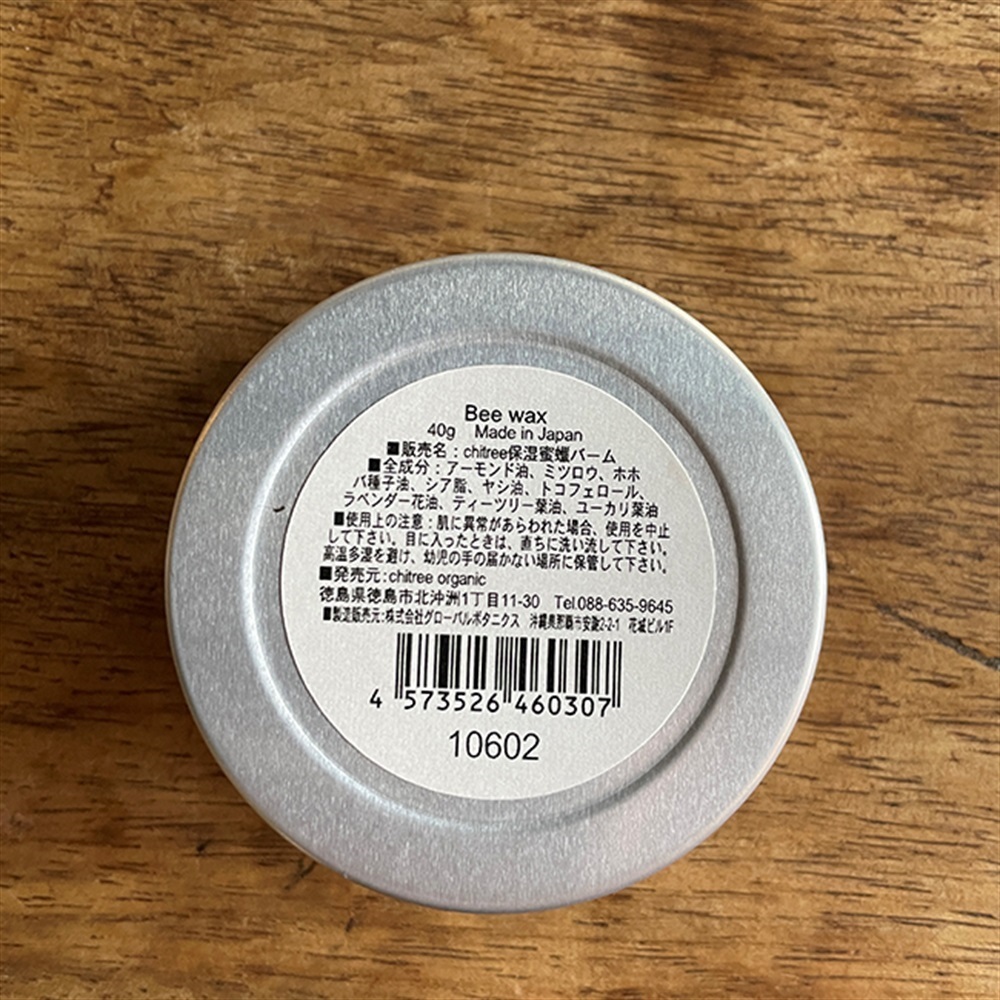 Bee wax
40g Made in Japan
■販売名：chitree保湿蜜蠟バーム
■全成分：アーモンド油、ミツロウ、ホホ
バ種子油、シア脂、ヤシ油、トコフェロール、
ラベンダー花油、ティーツリー葉油、ユーカリ葉油
■使用上の注意：肌に異常があらわれた場合、使用を中止
して下さい。目に入ったときは、直ちに洗い流して下さい。
高温多湿を避け、幼児の手の届かない場所に保管して下さい。
■発売元:chitree organic
徳島県徳島市北沖洲1丁目11-30 Tel.088-635-9645
■製造販売元:株式会社グローバルボタニクス 沖縄県那覇市安謝2-2-1 花城ビル1F
4 573526 460307
10602